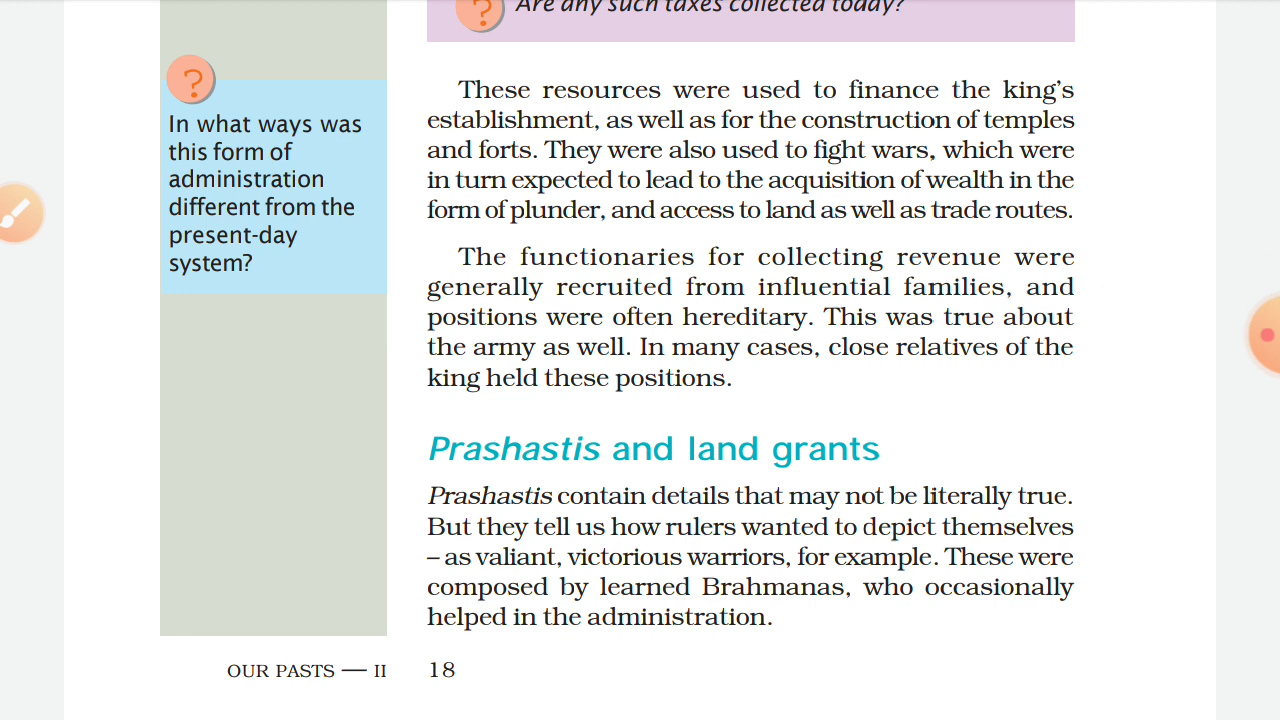 Are any such taxes collected today?
?
?
In what ways was
this form of
administration
different from the
present-day
system?
These resources were used to finance the king’s
establishment, as well as for the construction of temples
and forts. They were also used to fight wars, which were
in turn expected to lead to the acquisition of wealth in the
form of plunder, and access to land as well as trade routes.
The functionaries for collecting revenue were
generally recruited from influential families, and
positions were often hereditary. This was true about
the army as well. In many cases, close relatives of the
king held these positions.
Prashastis and land grants
Prashastis contain details that may not be literally true.
But they tell us how rulers wanted to depict themselves
– as valiant, victorious warriors, for example. These were
composed by learned Brahmanas, who occasionally
helped in the administration.
OUR PASTS — II 18